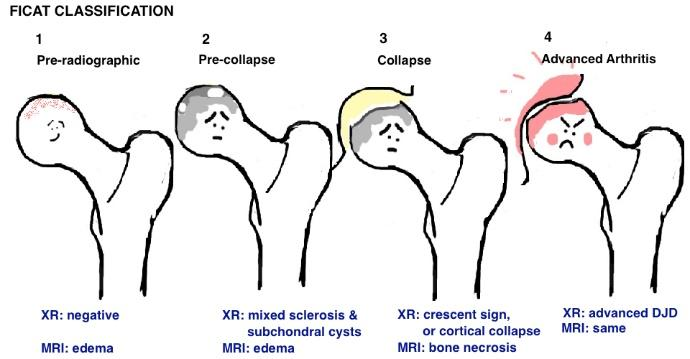 FICAT CLASSIFICATION
1
Pre-radiographic
2
Pre-collapse
3
Collapse
4
Advanced Arthritis
XR: negative
MRI: edema
XR: mixed sclerosis &
subchondral cysts
MRI: edema
XR: crescent sign,
or cortical collapse
MRI: bone necrosis
XR: advanced DJD
MRI: same